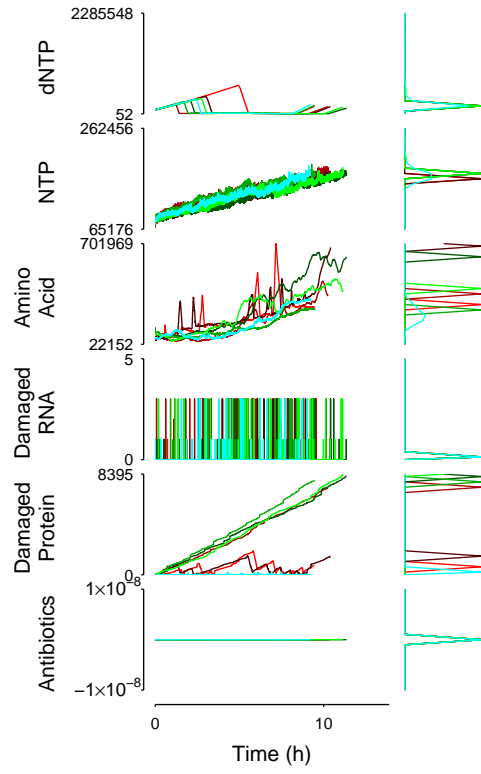 2285548
dNTP
52
262456
NTP
65176
701969
Amino
Acid
22152
5
Damaged
RNA
0
8395
Damaged
Protein
0
1×10⁻⁸
Antibiotics
−1×10⁻⁸
0 10
Time (h)